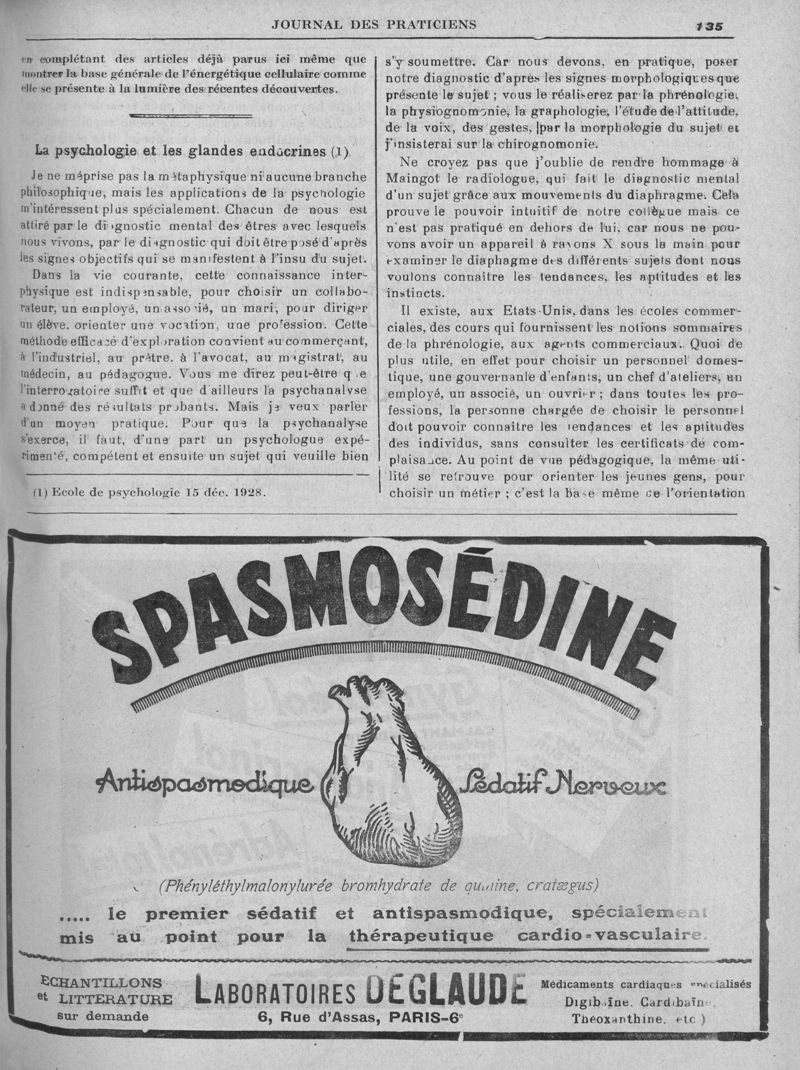 JOURNAL DES PRATICIENS
135
en complétant des articles déjà parus ici même que
montrer la base générale de l'énergétique cellulaire comme
elle se présente à la lumière des récentes découvertes.
La psychologie et les glandes endocrines (1)
Je ne méprise pas la métaphysique ni aucune branche
philosophique, mais les applications de la psychologie
m'intéressent plus spécialement. Chacun de nous est
attiré par le diagnostic mental des êtres avec lesquels
nous vivons, par le diagnostic qui doit être posé d'après
les signes objectifs qui se manifestent à l'insu du sujet.
Dans la vie courante, cette connaissance inter-
physique est indispensable, pour choisir un collabo-
rateur, un employé, un associé, un mari, pour diriger
un élève, orienter une vocation, une profession. Cette
méthode efficace d'exploration convient au commerçant,
à l'industriel, au prêtre, à l'avocat, au magistrat, au
médecin, au pédagogue. Vous me direz peut-être que
l'interrogatoire suffit et que d'ailleurs la psychanalyse
a donné des résultats probants. Mais je veux parler
d'un moyen pratique. Pour que la psychanalyse
s'exerce, il faut, d'une part un psychologue expé-
rimenté, compétent et ensuite un sujet qui veuille bien
(1) Ecole de psychologie 15 déc. 1928.
s'y soumettre. Car nous devons, en pratique, poser
notre diagnostic d'après les signes morphologiques que
présente le sujet ; vous le réaliserez par la phrénologie,
la physiognomonie, la graphologie, l'étude de l'attitude,
de la voix, des gestes, par la morphologie du sujet et
j'insisterai sur la chirognomonie.
Ne croyez pas que j'oublie de rendre hommage à
Maingot le radiologue, qui fait le diagnostic mental
d'un sujet grâce aux mouvements du diaphragme. Cela
prouve le pouvoir intuitif de notre collègue mais ce
n'est pas pratiqué en dehors de lui, car nous ne pou-
vons avoir un appareil à rayons X sous la main pour
examiner le diaphagme des différents sujets dont nous
voulons connaître les tendances, les aptitudes et les
instincts.
Il existe, aux Etats-Unis, dans les écoles commer-
ciales, des cours qui fournissent les notions sommaires
de la phrénologie, aux agents commerciaux. Quoi de
plus utile, en effet pour choisir un personnel domes-
tique, une gouvernante d'enfants, un chef d'ateliers, un
employé, un associé, un ouvrier ; dans toutes les pro-
fessions, la personne chargée de choisir le personnel
doit pouvoir connaître les tendances et les aptitudes
des individus, sans consulter les certificats de com-
plaisance. Au point de vue pédagogique, la même uti-
lité se retrouve pour orienter les jeunes gens, pour
choisir un métier ; c'est la base même de l'orientation
SPASMOSÉDINE
Antispasmodique Sédatif Nerveux
(Phényléthylmalonylurée bromhydrate de quinine, cratægus)
..... le premier sédatif et antispasmodique, spécialement
mis au point pour la thérapeutique cardio-vasculaire.
ECHANTILLONS
et LITTERATURE
sur demande
LABORATOIRES DEGLAUDE
6, Rue d'Assas, PARIS-6e
Médicaments cardiaques spécialisés
Digibaïne, Cardibaïne,
Théoxanthine, etc )